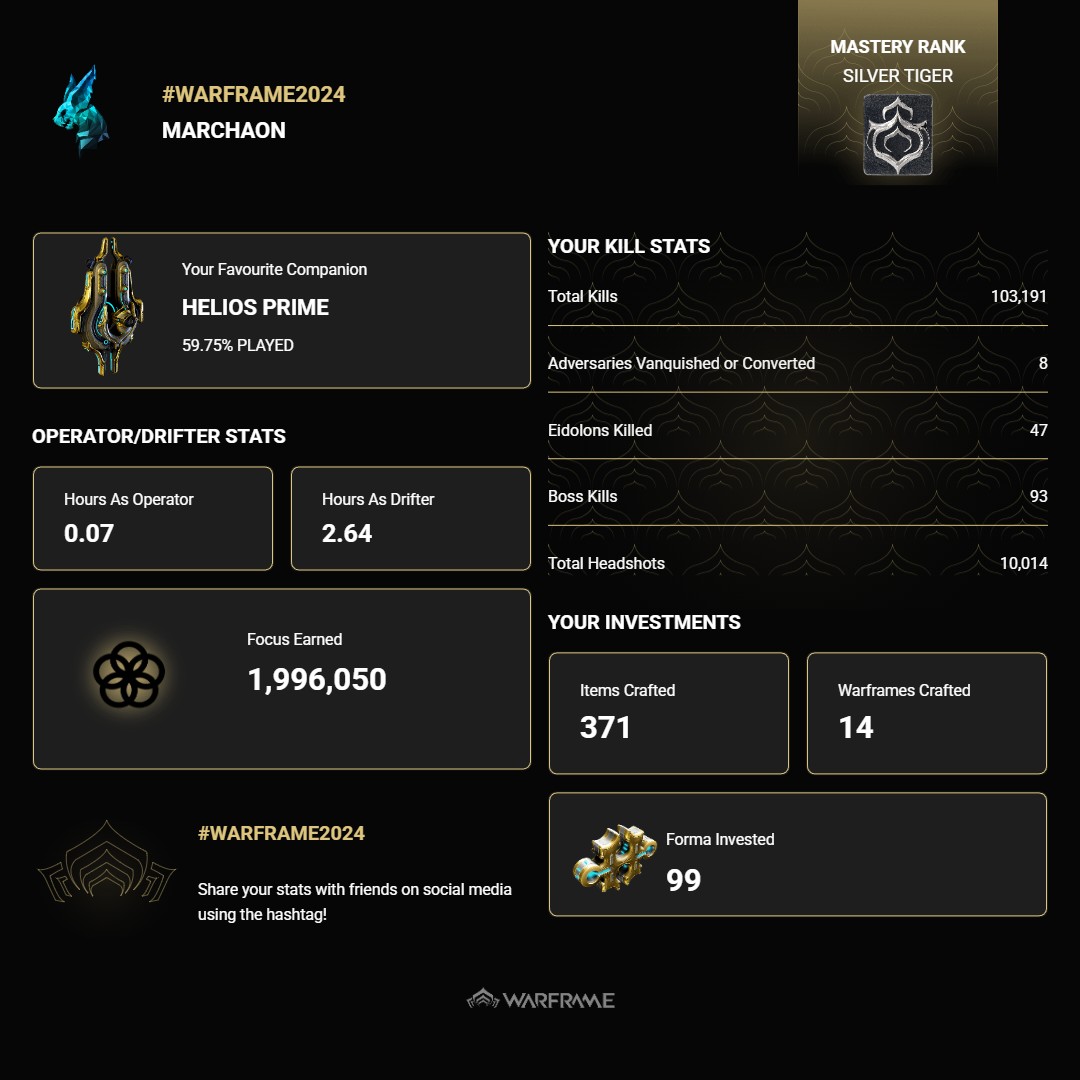 #WARFRAME2024
MARCHAON
MASTERY RANK
SILVER TIGER
Your Favourite Companion
HELIOS PRIME
59.75% PLAYED
OPERATOR/DRIFTER STATS
Hours As Operator
0.07
Hours As Drifter
2.64
Focus Earned
1,996,050
#WARFRAME2024
Share your stats with friends on social media
using the hashtag!
YOUR KILL STATS
Total Kills 103,191
Adversaries Vanquished or Converted 8
Eidolons Killed 47
Boss Kills 93
Total Headshots 10,014
YOUR INVESTMENTS
Items Crafted
371
Warframes Crafted
14
Forma Invested
99
WARFRAME